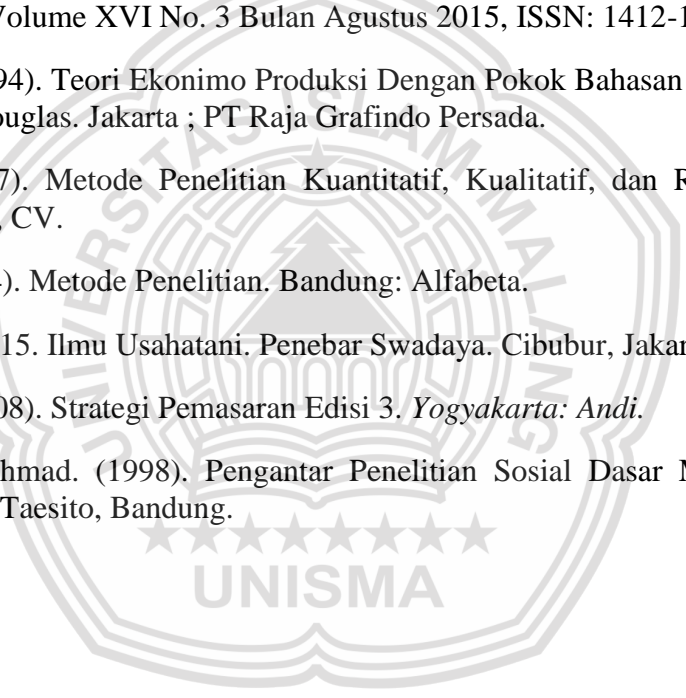 Volume XVI No. 3 Bulan Agustus 2015, ISSN: 1412-1
94). Teori Ekonimo Produksi Dengan Pokok Bahasan
ouglas. Jakarta ; PT Raja Grafindo Persada.
7). Metode Penelitian Kuantitatif, Kualitatif, dan R
, CV.
). Metode Penelitian. Bandung: Alfabeta.
15. Ilmu Usahatani. Penebar Swadaya. Cibubur, Jakar
08). Strategi Pemasaran Edisi 3. Yogyakarta: Andi.
hmad. (1998). Pengantar Penelitian Sosial Dasar
Taesito, Bandung.
UNIVERSITAS ISLAM MALANG
UNISMA